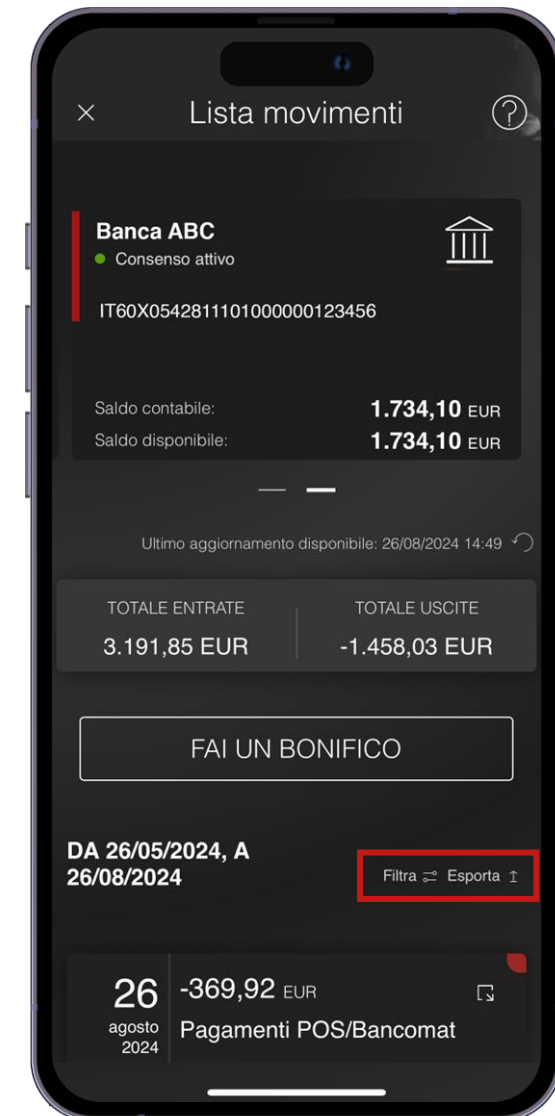 Lista movimenti
Banca ABC
Consenso attivo
IT60X0542811101000000123456
Saldo contabile: 1.734,10 EUR
Saldo disponibile: 1.734,10 EUR
Ultimo aggiornamento disponibile: 26/08/2024 14:49
TOTALE ENTRATE TOTALE USCITE
3.191,85 EUR -1.458,03 EUR
FAI UN BONIFICO
DA 26/05/2024, A
26/08/2024
Filtra Esporta
26 -369,92 EUR
agosto Pagamenti POS/Bancomat
2024